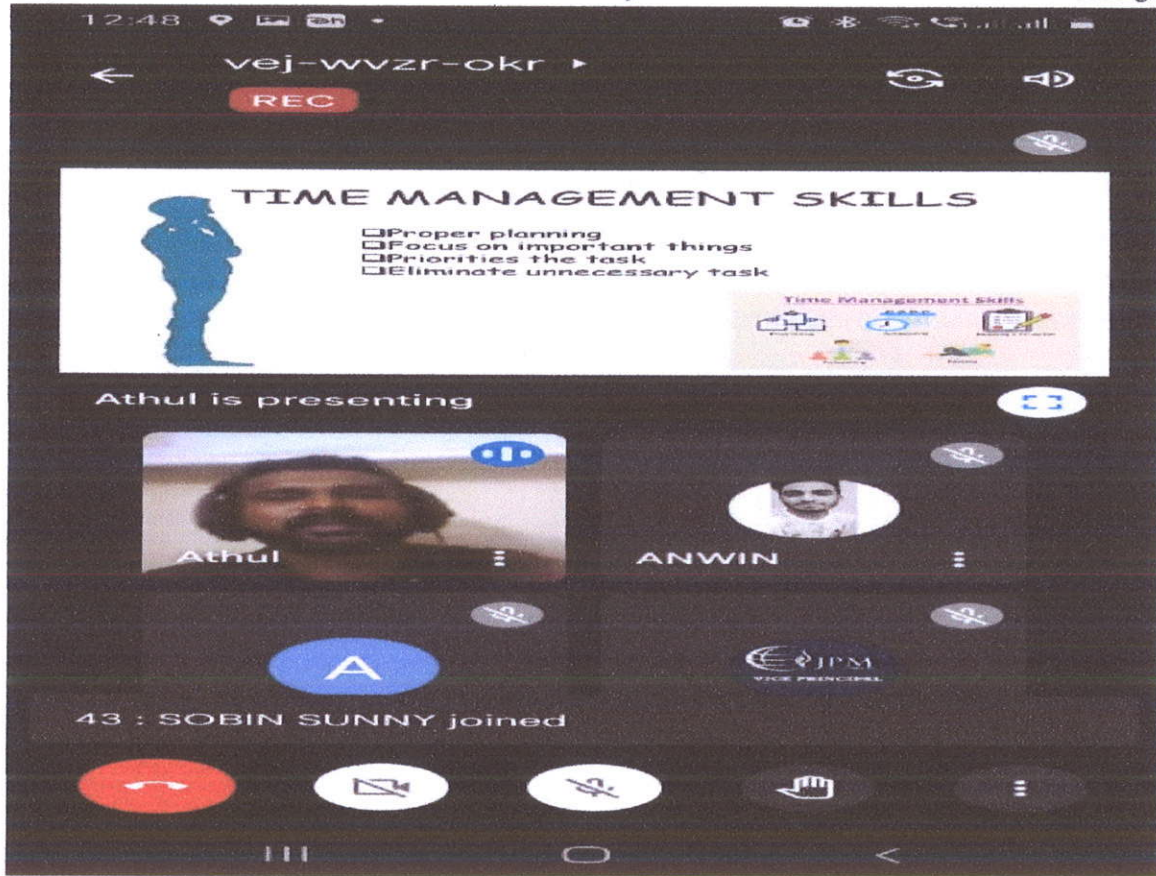 12:48
vej-wvzr-okr
REC
TIME MANAGEMENT SKILLS
Proper planning
Focus on important things
Priorities the task
Eliminate unnecessary task
Time Management Skills
Athul is presenting
Athul
ANWIN
A
JPM
VICE PRINCIPAL
43 : SOBIN SUNNY joined